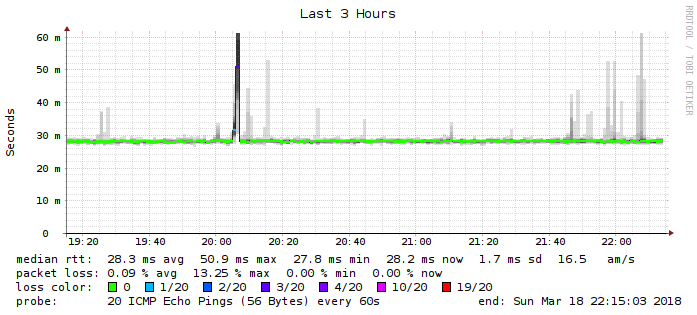 Last 3 Hours
RRDTOOL / TOBI OETIKER
Seconds
60 m
50 m
40 m
30 m
20 m
10 m
0
19:20 19:40 20:00 20:20 20:40 21:00 21:20 21:40 22:00
median rtt: 28.3 ms avg 50.9 ms max 27.8 ms min 28.2 ms now 1.7 ms sd 16.5 am/s
packet loss: 0.09 % avg 13.25 % max 0.00 % min 0.00 % now
loss color: 0 1/20 2/20 3/20 4/20 10/20 19/20
probe: 20 ICMP Echo Pings (56 Bytes) every 60s end: Sun Mar 18 22:15:03 2018